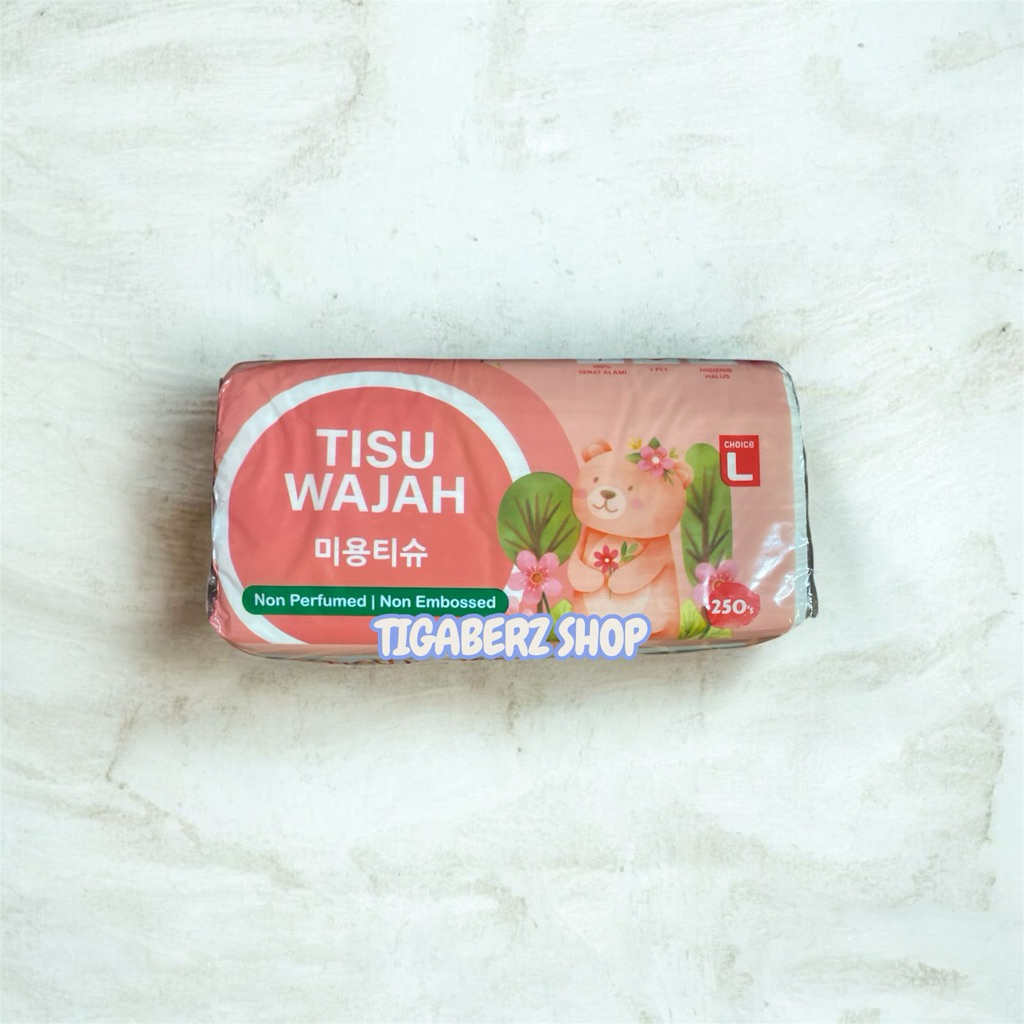 100%
SERAT ALAMI
2 PLY
HIGIENIS
HALUS
TISU
WAJAH
미용티슈
Non Perfumed | Non Embossed
CHOICE
L
250's
TIGABERZ SHOP